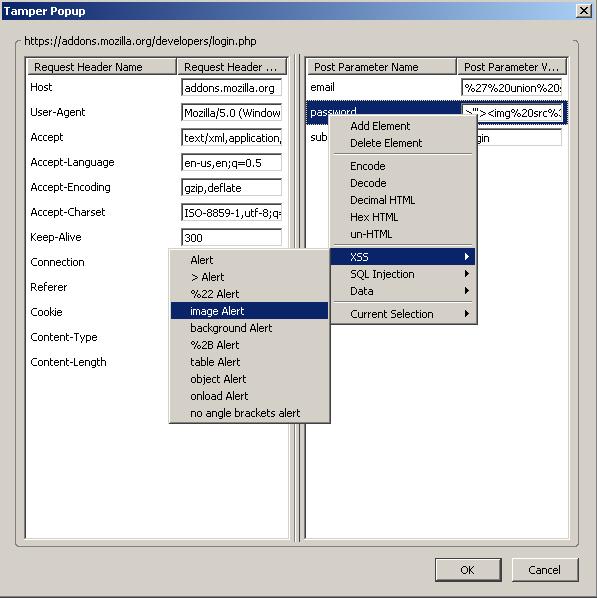 Tamper Popup
https://addons.mozilla.org/developers/login.php
Request Header Name
Request Header ...
Host
addons.mozilla.org
User-Agent
Mozilla/5.0 (Window
Accept
text/xml,application,
Accept-Language
en-us,en;q=0.5
Accept-Encoding
gzip,deflate
Accept-Charset
ISO-8859-1,utf-8;q=
Keep-Alive
300
Connection
Referer
Cookie
Content-Type
Content-Length
Post Parameter Name
Post Parameter V...
email
%27%20union%20
password
>"'><img%20src%3
sub
gin
Add Element
Delete Element
Encode
Decode
Decimal HTML
Hex HTML
un-HTML
XSS
SQL Injection
Data
Current Selection
Alert
> Alert
%22 Alert
image Alert
background Alert
%2B Alert
table Alert
object Alert
onload Alert
no angle brackets alert
OK
Cancel